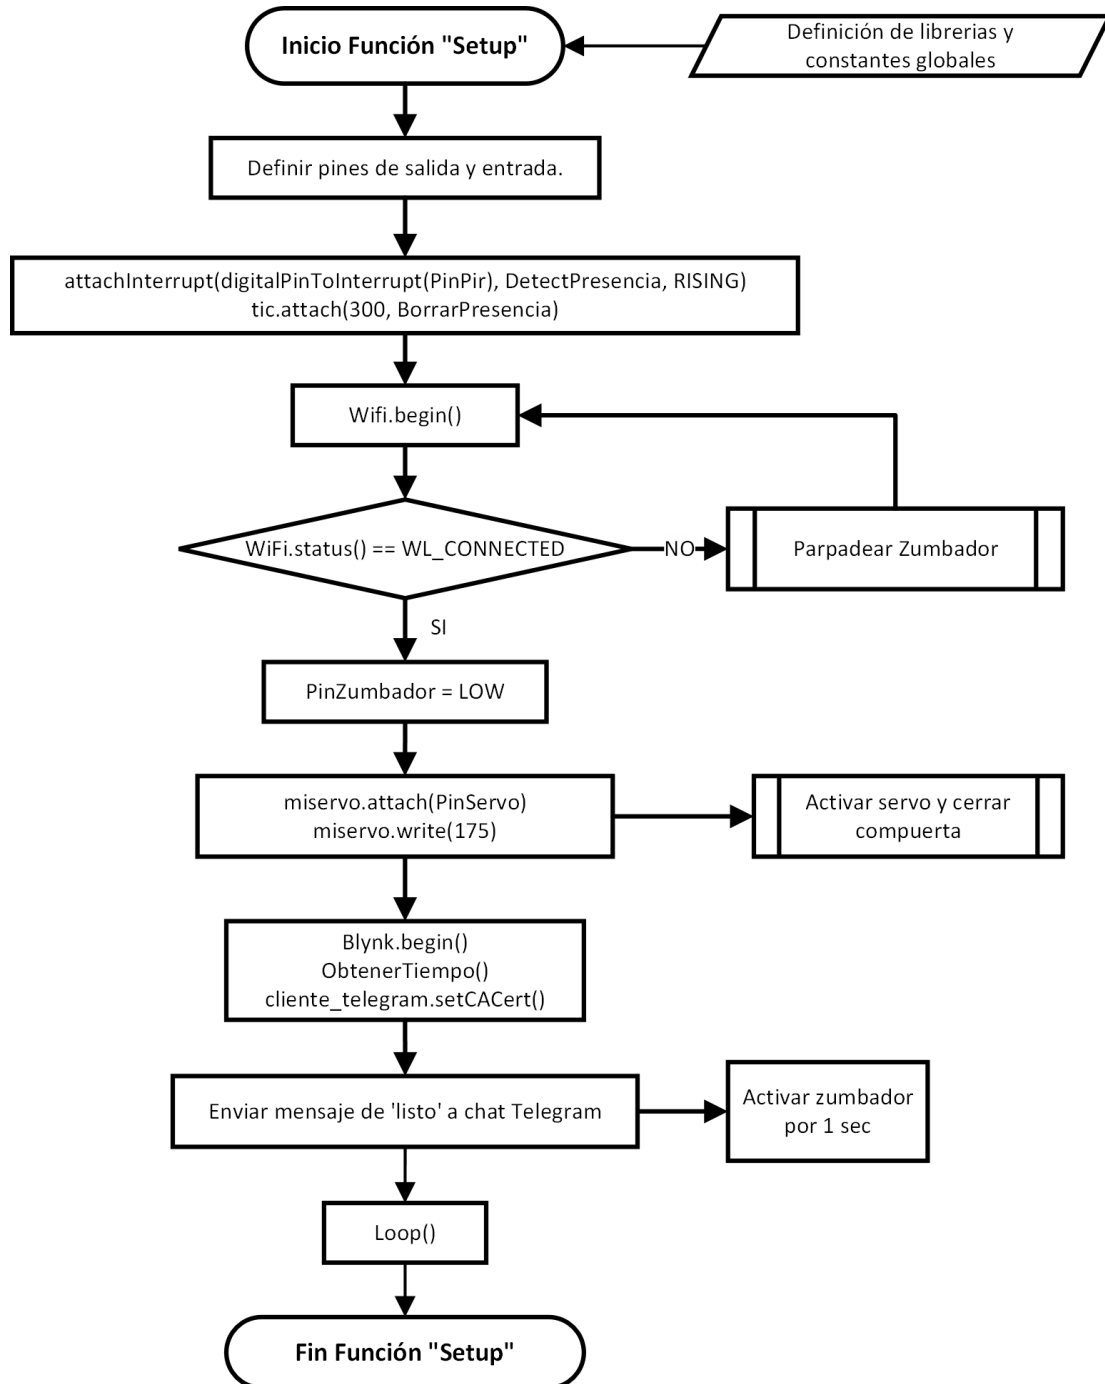 Inicio Función "Setup"
Definición de librerias y
constantes globales
Definir pines de salida y entrada.
attachInterrupt(digitalPinToInterrupt(PinPir), DetectPresencia, RISING)
tic.attach(300, BorrarPresencia)
Wifi.begin()
WiFi.status() == WL_CONNECTED
NO
Parpadear Zumbador
SI
PinZumbador = LOW
miservo.attach(PinServo)
miservo.write(175)
Activar servo y cerrar
compuerta
Blynk.begin()
ObtenerTiempo()
cliente_telegram.setCACert()
Enviar mensaje de 'listo' a chat Telegram
Activar zumbador
por 1 sec
Loop()
Fin Función "Setup"